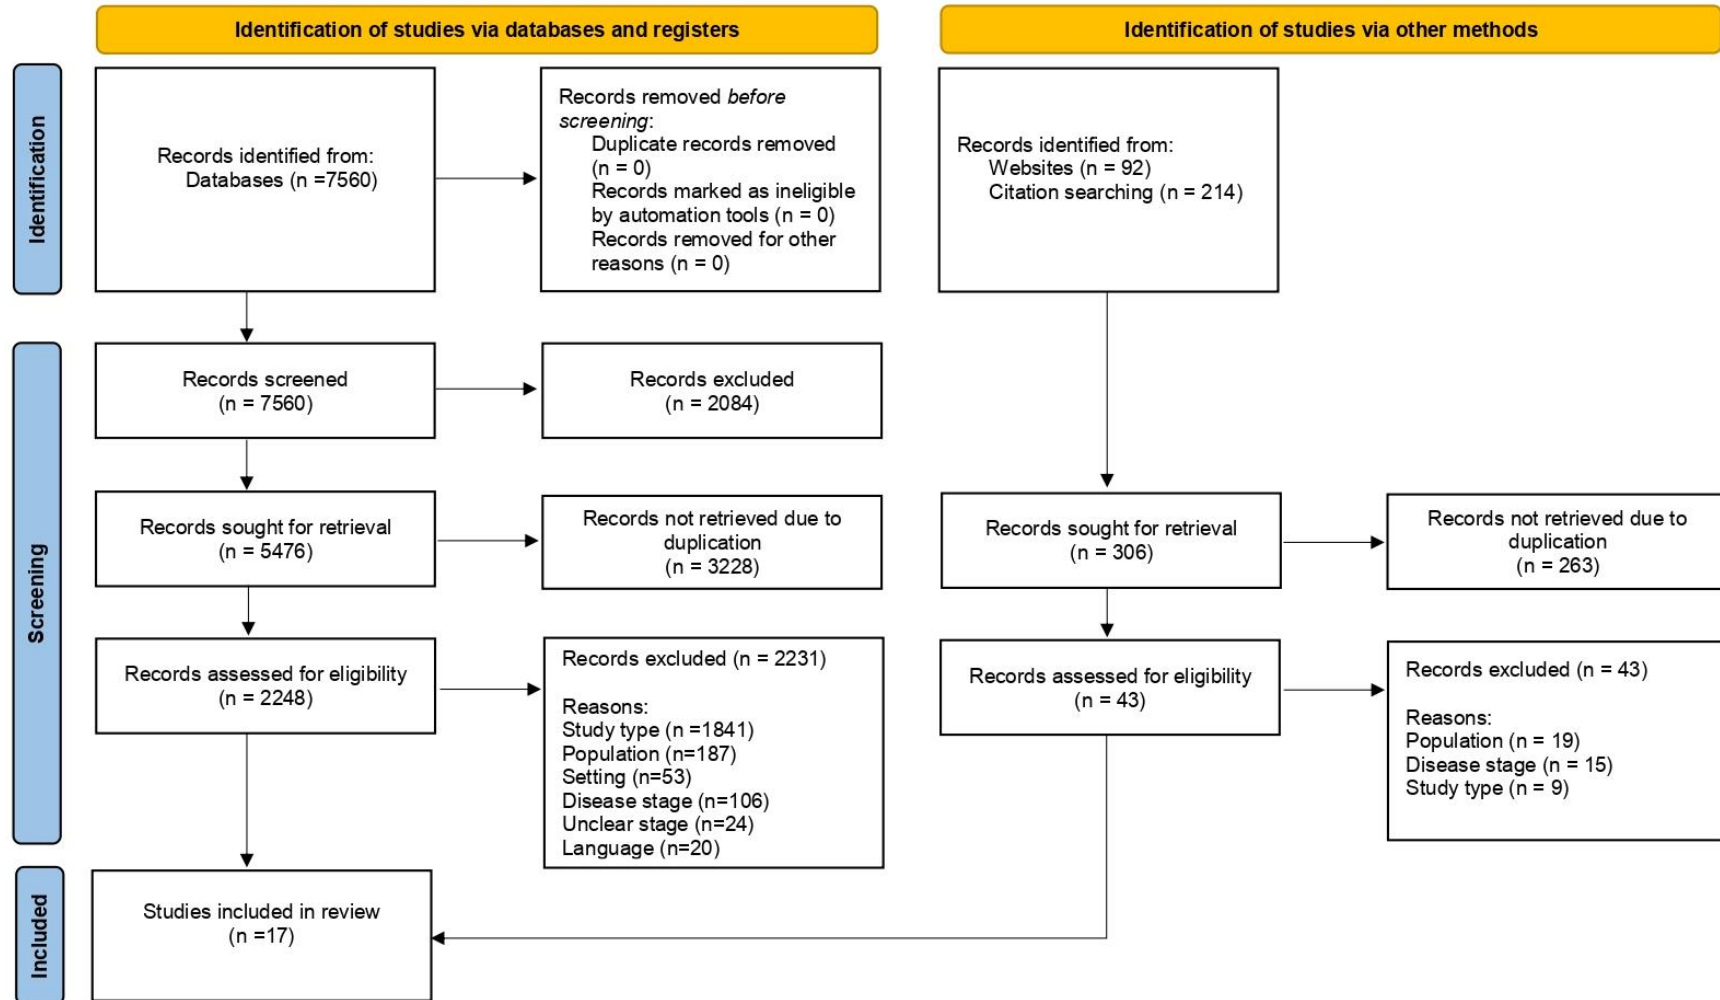 Identification of studies via databases and registers
Identification of studies via other methods
Identification
Records identified from:
Databases (n =7560)
Records removed before
screening:
Duplicate records removed
(n = 0)
Records marked as ineligible
by automation tools (n = 0)
Records removed for other
reasons (n = 0)
Records identified from:
Websites (n = 92)
Citation searching (n = 214)
Screening
Records screened
(n = 7560)
Records excluded
(n = 2084)
Records sought for retrieval
(n = 5476)
Records not retrieved due to
duplication
(n = 3228)
Records sought for retrieval
(n = 306)
Records not retrieved due to
duplication
(n = 263)
Records assessed for eligibility
(n = 2248)
Records excluded (n = 2231)
Reasons:
Study type (n =1841)
Population (n=187)
Setting (n=53)
Disease stage (n=106)
Unclear stage (n=24)
Language (n=20)
Records assessed for eligibility
(n = 43)
Records excluded (n = 43)
Reasons:
Population (n = 19)
Disease stage (n = 15)
Study type (n = 9)
Included
Studies included in review
(n =17)